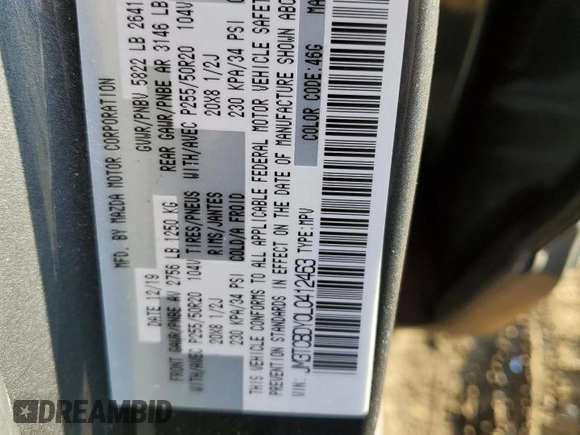 MFD. BY MAZDA MOTOR CORPORATION
DATE 12/19 GVWR/PNBV 5822 LB 2641
FRONT GAWR/PNBE AV 2756 LB 1250 KG REAR GAWR/PNBE AR 3146 LB
WITH/AVEC P255/50R20 104V TIRES/PNEUS WITH/AVEC P255/50R20 104V
20X8 1/2J RIMS/JANTES 20X8 1/2J
230 KPA/34 PSI COLD/A FROID 230 KPA/34 PSI
THIS VEHICLE CONFORMS TO ALL APPLICABLE FEDERAL MOTOR VEHICLE SAFET
PREVENTION STANDARDS IN EFFECT ON THE DATE OF MANUFACTURE SHOWN ABOVE
VIN: JM3TCBDY0L0412463 TYPE: MPV COLOR CODE: 46G MA
DREAMBID